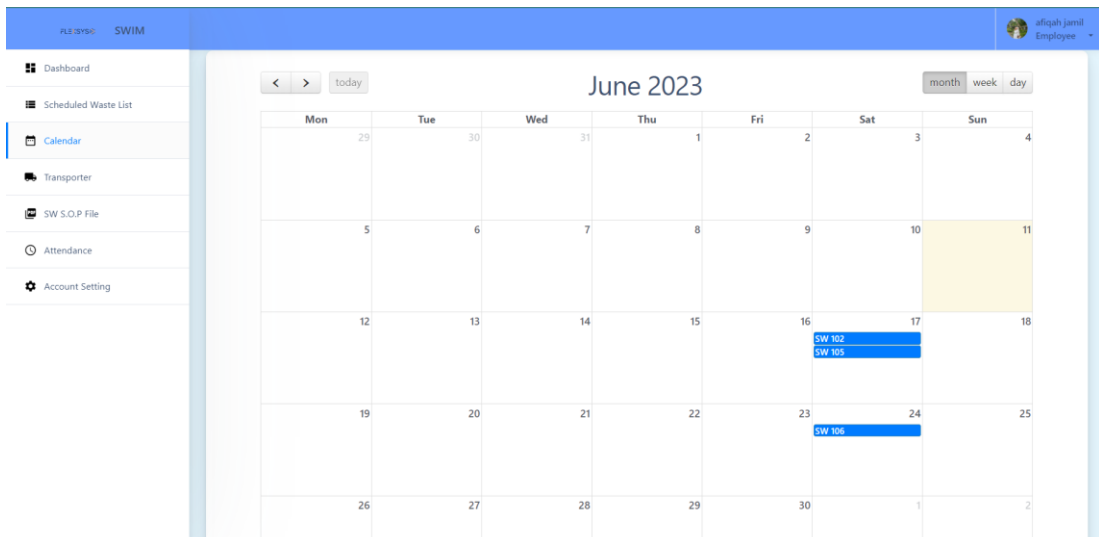 SWIM
afiqah jamil
Employee
Dashboard
Scheduled Waste List
Calendar
Transporter
SW S.O.P File
Attendance
Account Setting
today
June 2023
month week day
Mon Tue Wed Thu Fri Sat Sun
29 30 31 1 2 3 4
5 6 7 8 9 10 11
12 13 14 15 16 17 18
SW 102
SW 105
19 20 21 22 23 24 25
SW 106
26 27 28 29 30 1 2